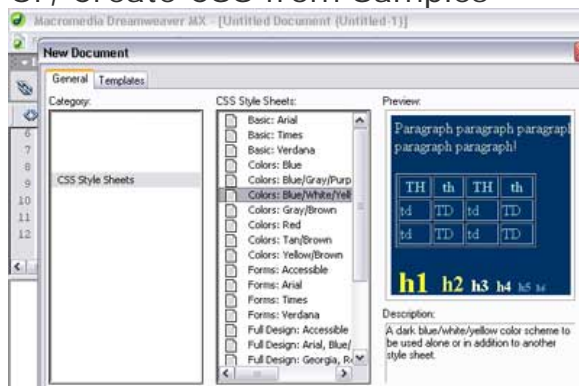 Or, Create CSS from Samples
Macromedia Dreamweaver MX - [Untitled Document (Untitled-1)]
New Document
General Templates
Category:
CSS Style Sheets
CSS Style Sheets:
Basic: Arial
Basic: Times
Basic: Verdana
Colors: Blue
Colors: Blue/Gray/Purp
Colors: Blue/White/Yell
Colors: Gray/Brown
Colors: Red
Colors: Tan/Brown
Colors: Yellow/Brown
Forms: Accessible
Forms: Arial
Forms: Times
Forms: Verdana
Full Design: Accessible
Full Design: Arial, Blue/
Full Design: Georgia, Re
Preview:
Paragraph paragraph paragraph
paragraph paragraph!
TH th TH th
td TD td TD
td TD td TD
h1 h2 h3 h4 h5 h6
Description:
A dark blue/white/yellow color scheme to
be used alone or in addition to another
style sheet.
6
7
8
9
10
11
12